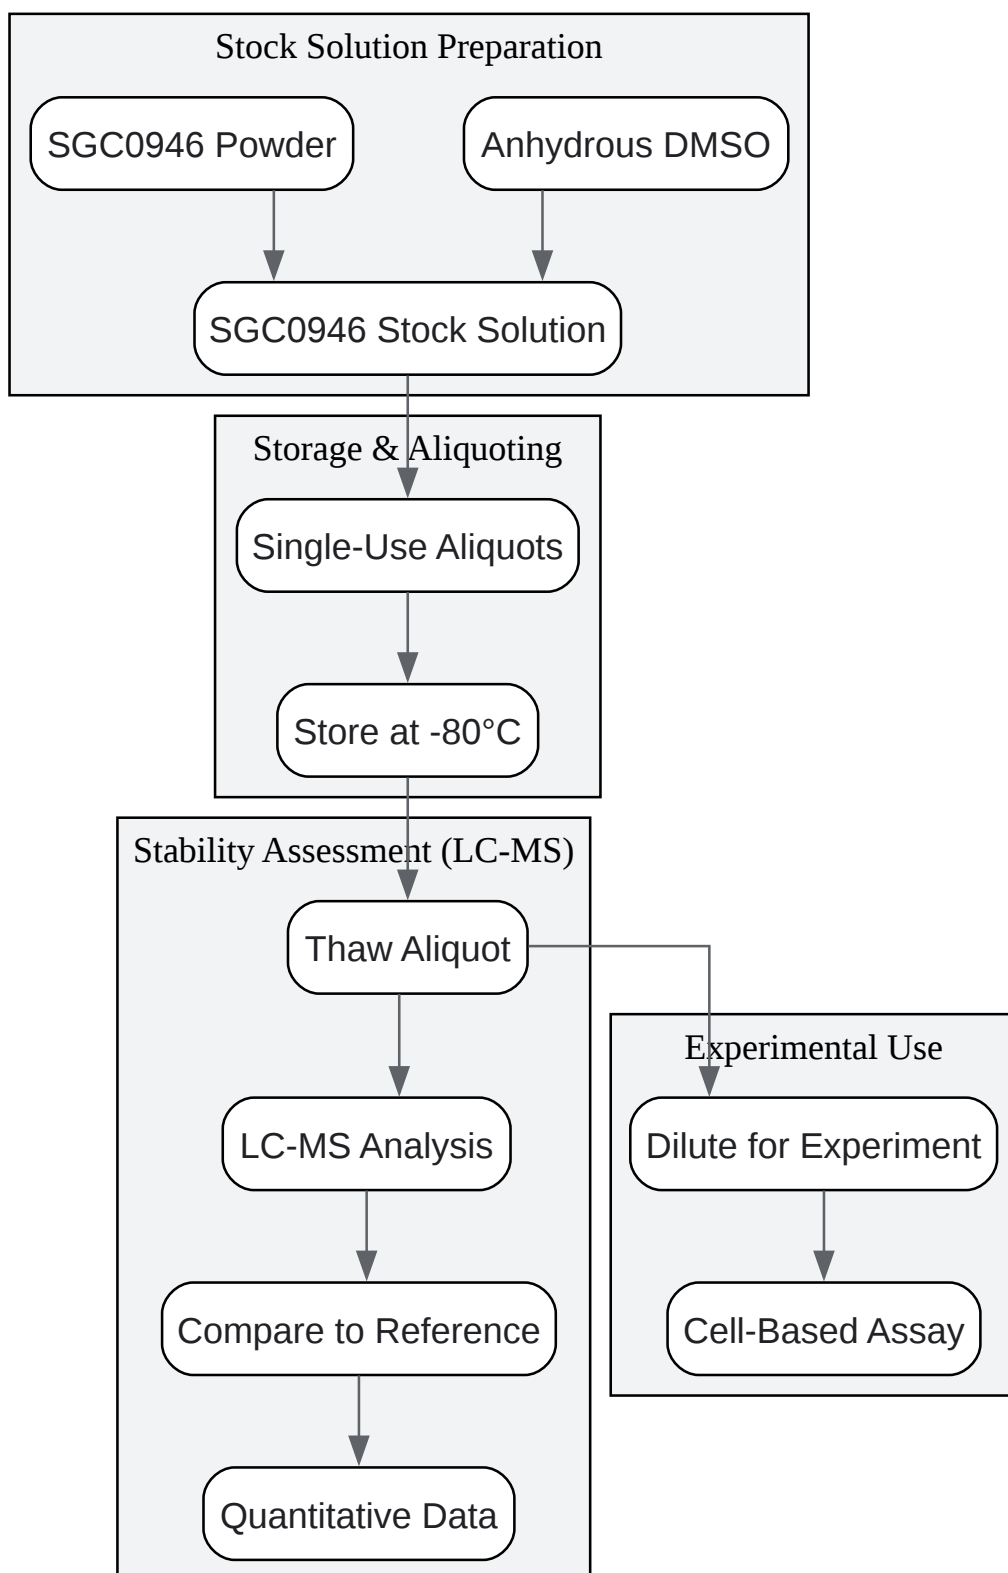 Stock Solution Preparation
SGC0946 Powder
Anhydrous DMSO
SGC0946 Stock Solution
Storage & Aliquoting
Single-Use Aliquots
Store at -80°C
Stability Assessment (LC-MS)
Thaw Aliquot
LC-MS Analysis
Compare to Reference
Quantitative Data
Experimental Use
Dilute for Experiment
Cell-Based Assay